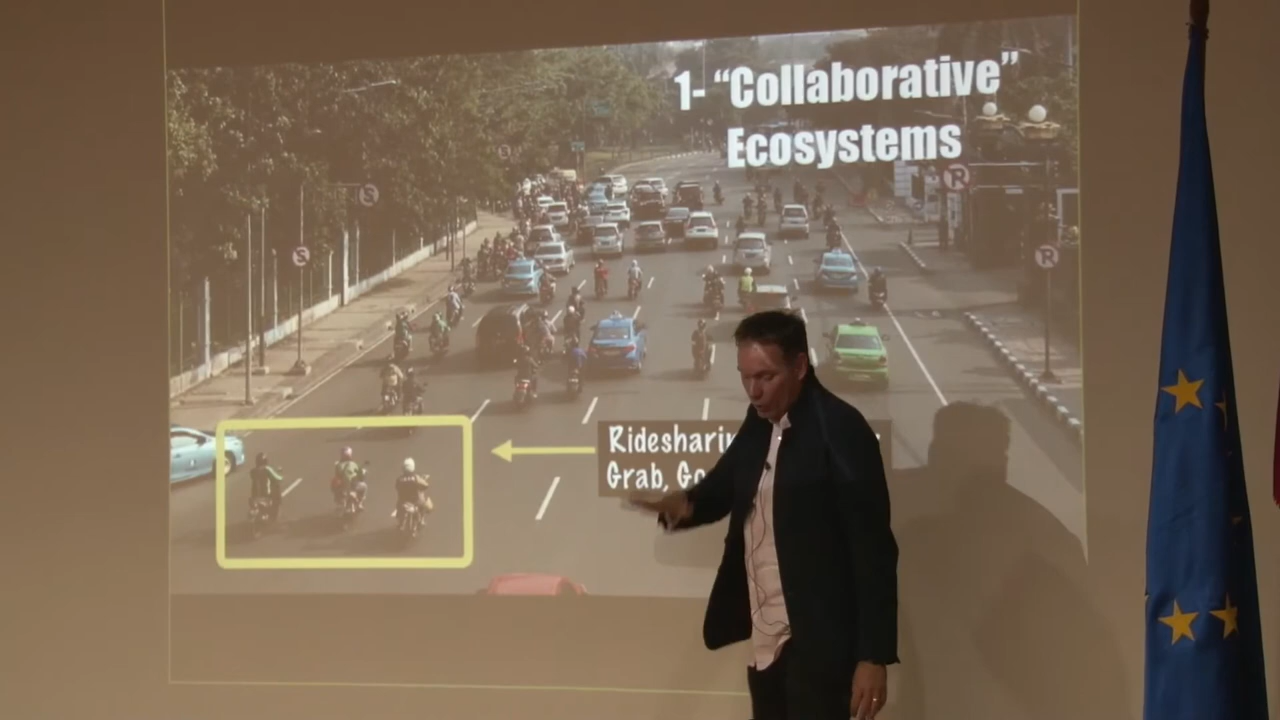 1- “Collaborative”
Ecosystems
Ridesharin
Grab, Go